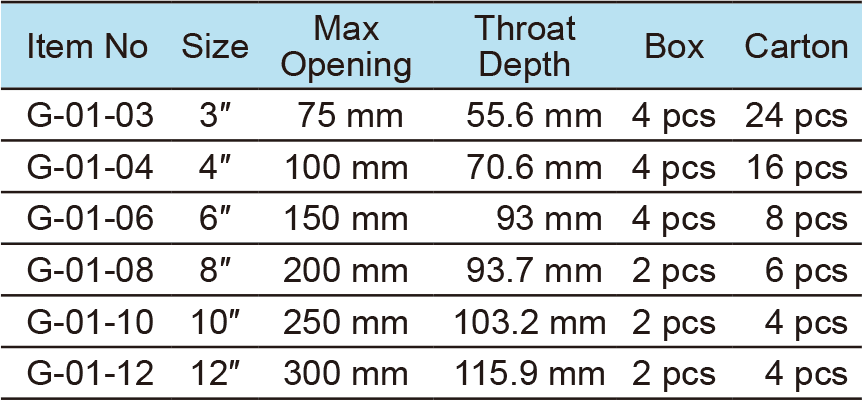 Item No Size Max Opening Throat Depth Box Carton
G-01-03 3″ 75 mm 55.6 mm 4 pcs 24 pcs
G-01-04 4″ 100 mm 70.6 mm 4 pcs 16 pcs
G-01-06 6″ 150 mm 93 mm 4 pcs 8 pcs
G-01-08 8″ 200 mm 93.7 mm 2 pcs 6 pcs
G-01-10 10″ 250 mm 103.2 mm 2 pcs 4 pcs
G-01-12 12″ 300 mm 115.9 mm 2 pcs 4 pcs